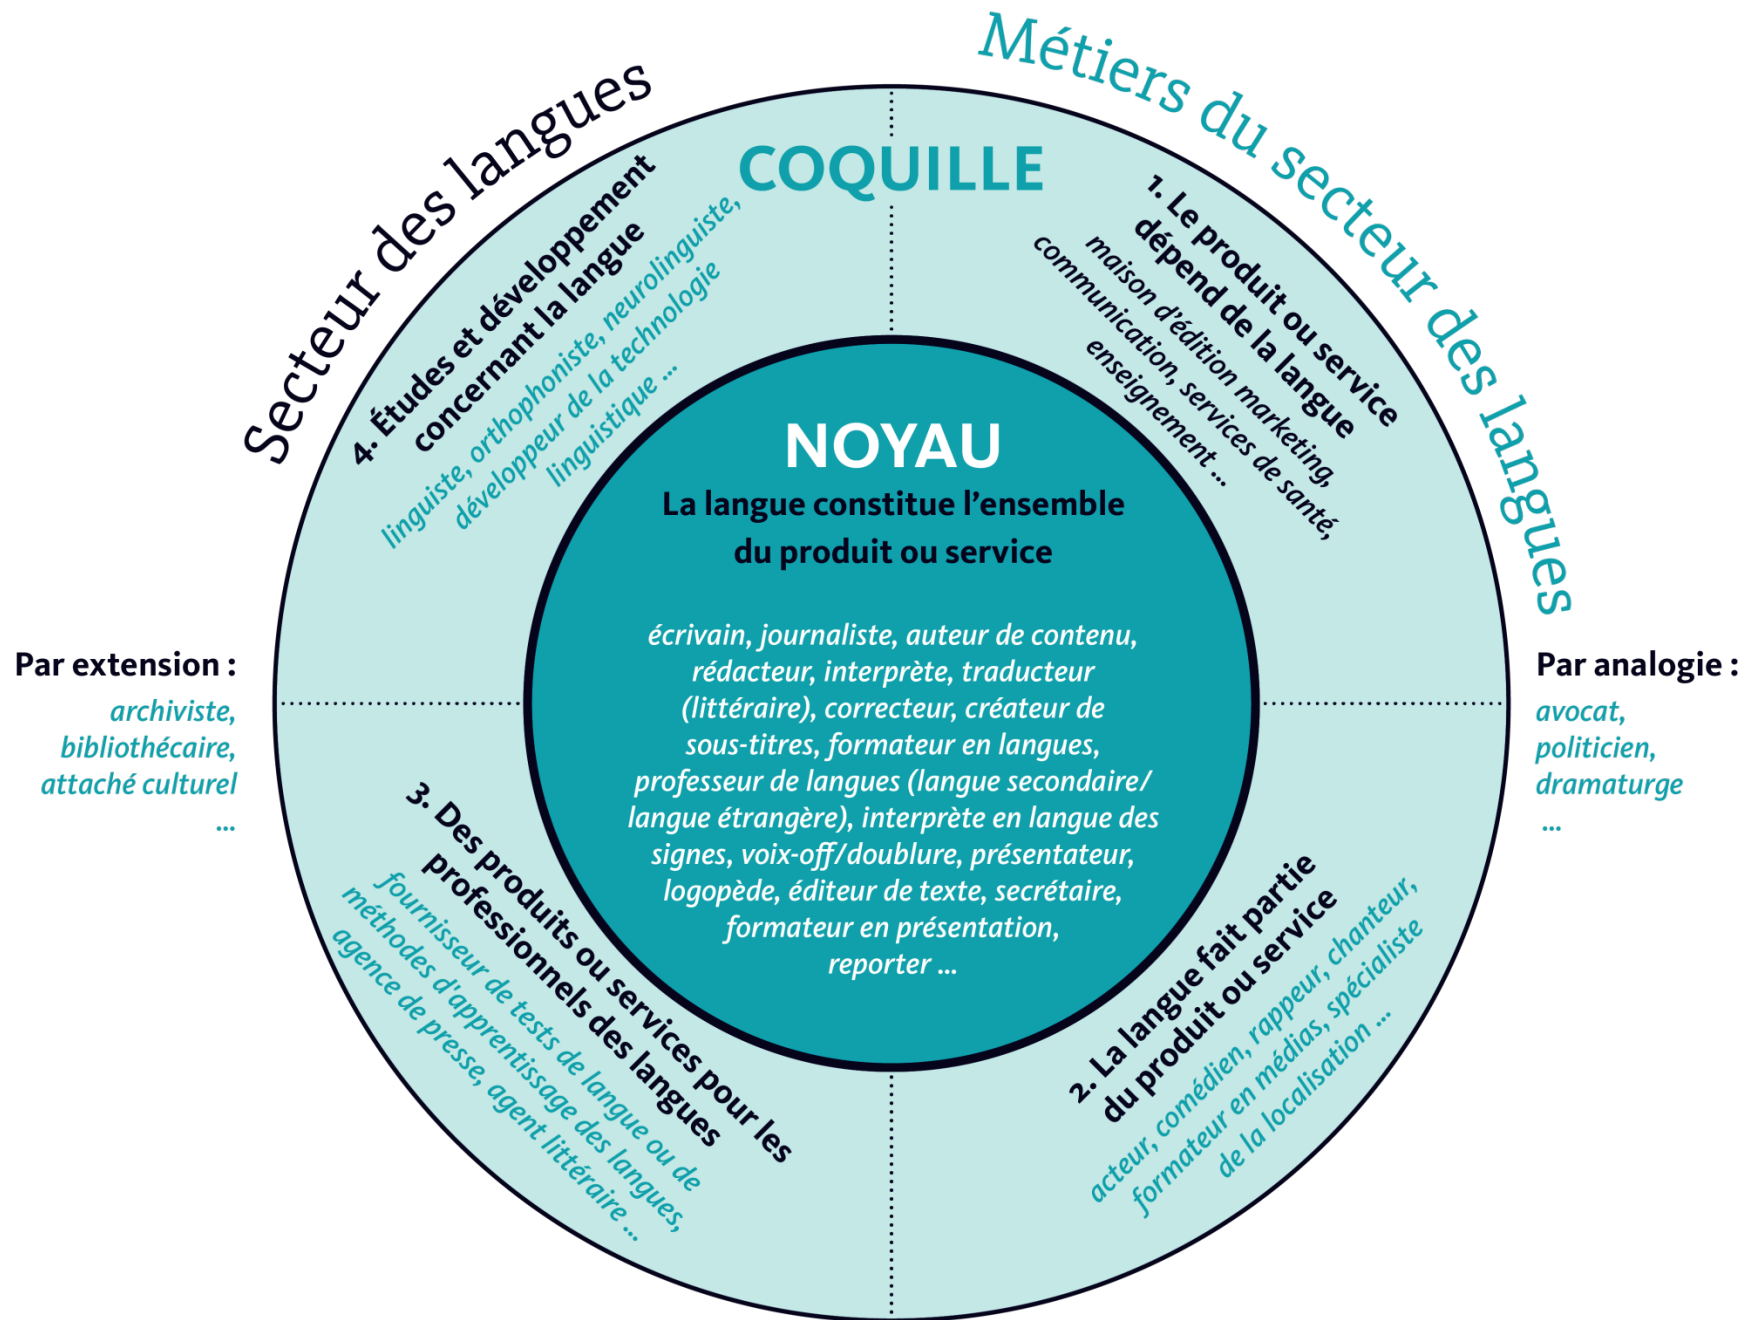 Secteur des langues
Métiers du secteur des langues
COQUILLE
1. Le produit ou service
dépend de la langue
maison d'édition marketing,
communication, services de santé,
enseignement ...
4. Études et développement
concernant la langue
linguiste, orthophoniste, neurolinguiste,
développeur de la technologie
linguistique ...
NOYAU
La langue constitue l'ensemble
du produit ou service
écrivain, journaliste, auteur de contenu,
rédacteur, interprète, traducteur
(littéraire), correcteur, créateur de
sous-titres, formateur en langues,
professeur de langues (langue secondaire/
langue étrangère), interprète en langue des
signes, voix-off/doublure, présentateur,
logopède, éditeur de texte, secrétaire,
formateur en présentation,
reporter ...
Par extension :
archiviste,
bibliothécaire,
attaché culturel
...
Par analogie :
avocat,
politicien,
dramaturge
...
3. Des produits ou services pour les
professionnels des langues
fournisseur de tests de langue ou de
méthodes d'apprentissage des langues,
agence de presse, agent littéraire ...
2. La langue fait partie
du produit ou service
acteur, comédien, rappeur, chanteur,
formateur en médias, spécialiste
de la localisation ...